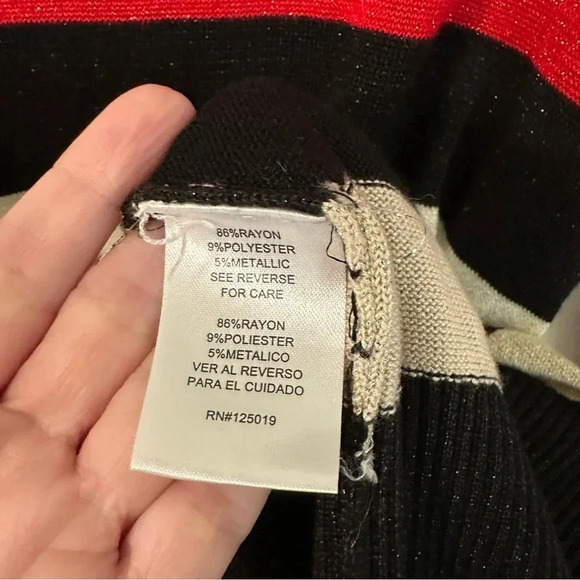 86%RAYON
9%POLYESTER
5%METALLIC
SEE REVERSE
FOR CARE
86%RAYON
9%POLIESTER
5%METALICO
VER AL REVERSO
PARA EL CUIDADO
RN#125019